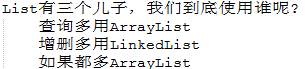 List有三个儿子，我们到底使用谁呢?
查询多用ArrayList
增删多用LinkedList
如果都多ArrayList